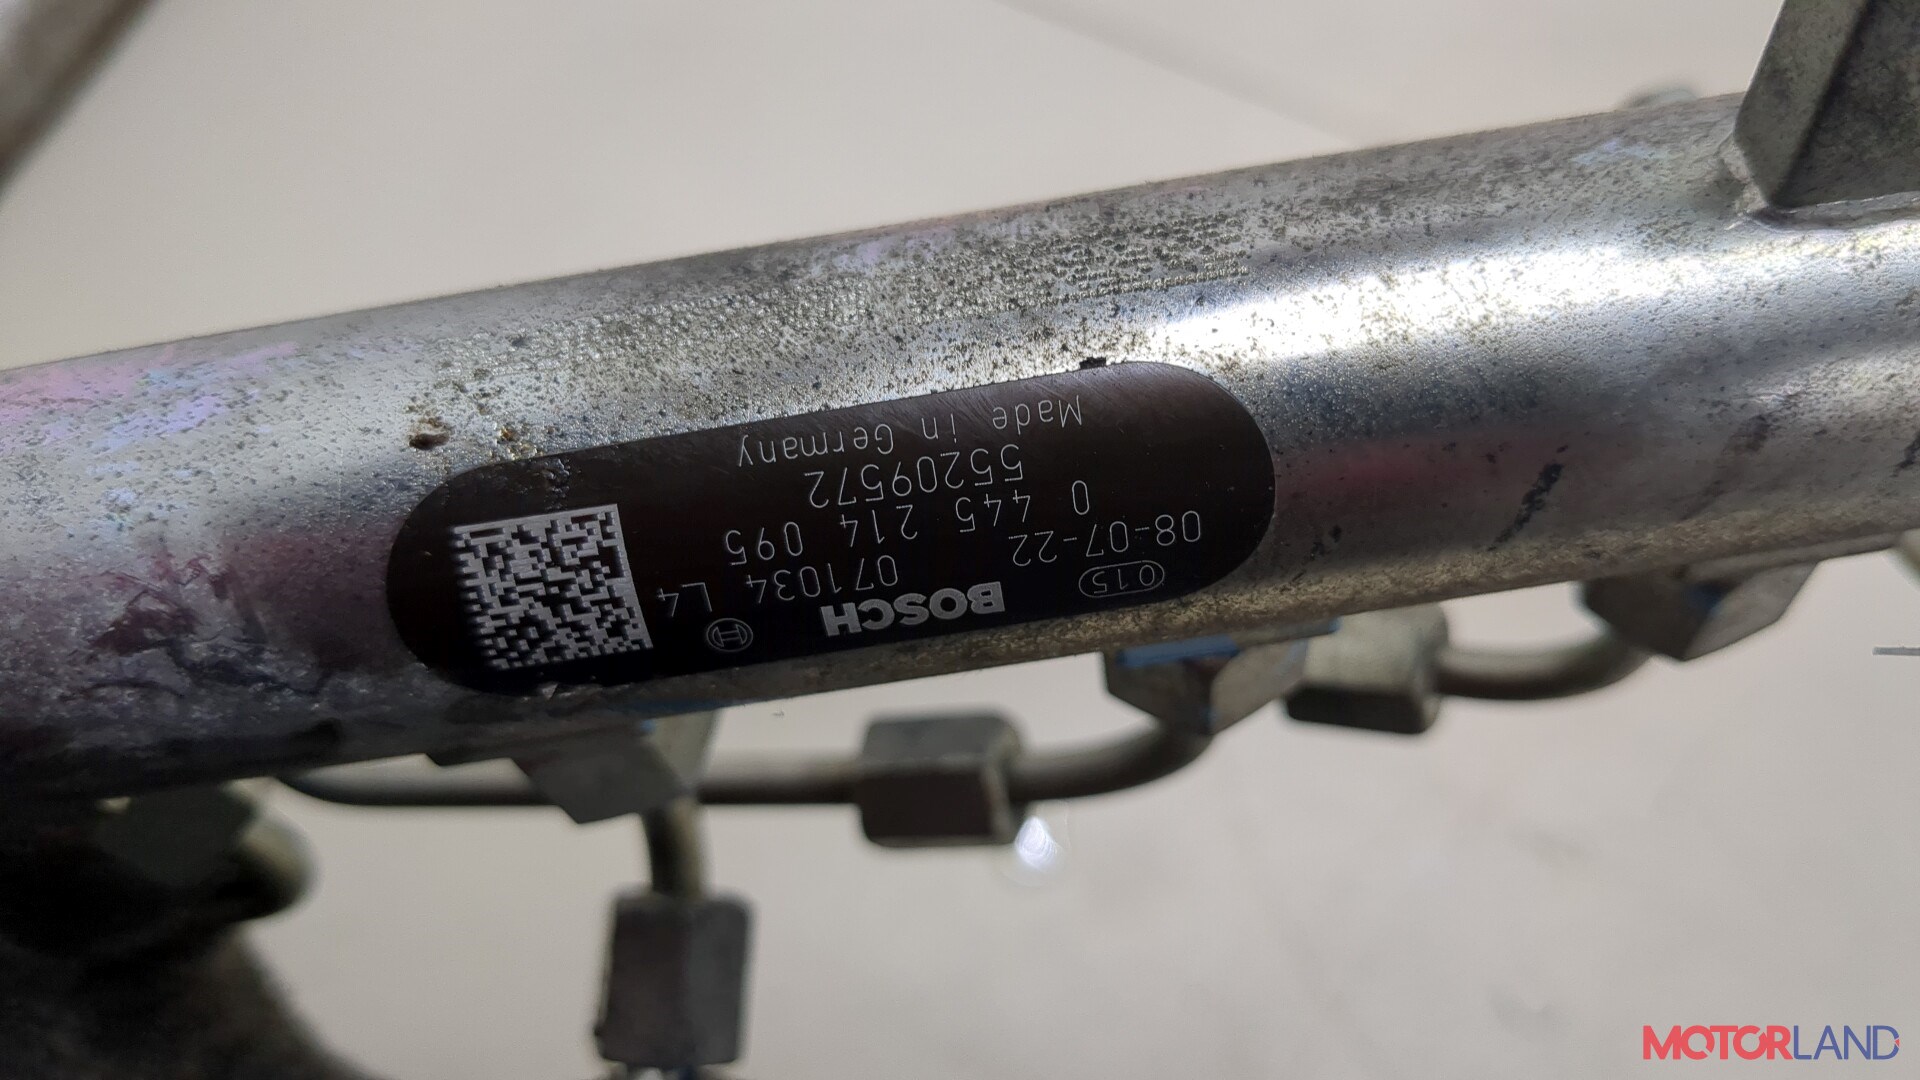 015 BOSCH
08-07-22 071034 L4
0 445 214 095
55209572
Made in Germany
MOTORLAND